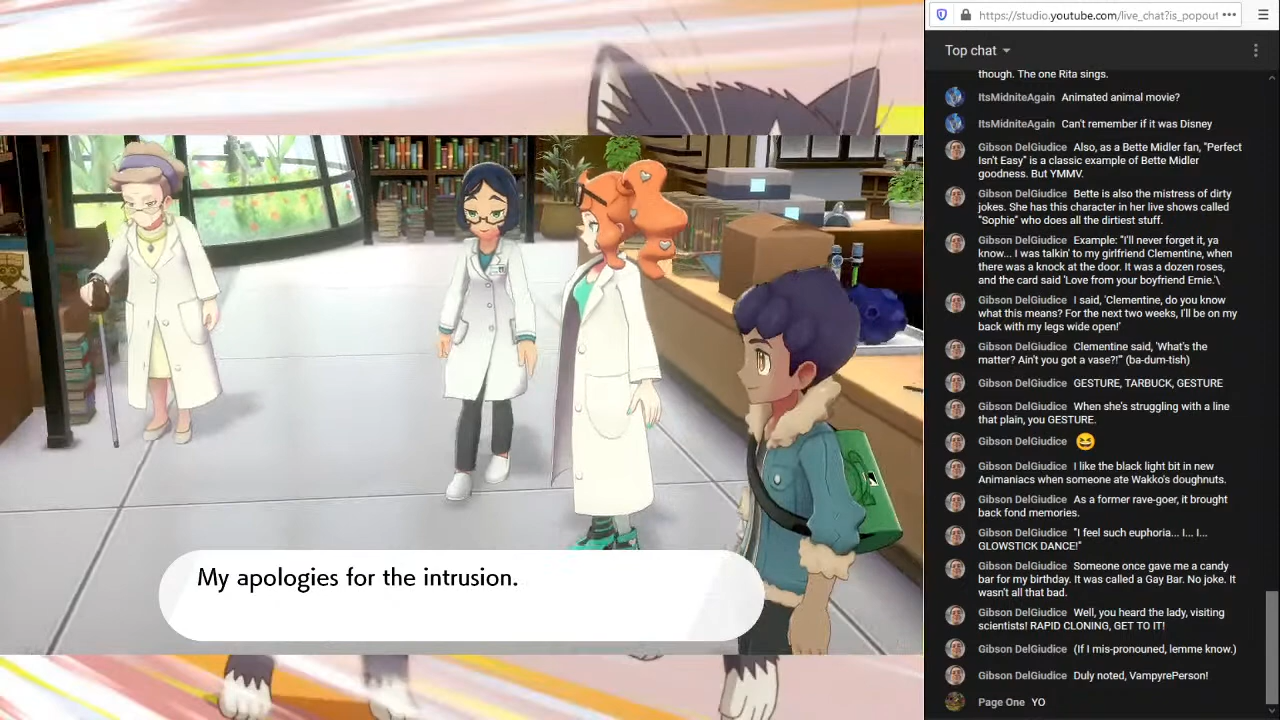 https://studio.youtube.com/live_chat?is_popout
Top chat
though. The one Rita sings.
ItsMidniteAgain Animated animal movie?
ItsMidniteAgain Can't remember if it was Disney
Gibson DelGiudice Also, as a Bette Midler fan, "Perfect
Isn't Easy" is a classic example of Bette Midler
goodness. But YMMV.
Gibson DelGiudice Bette is also the mistress of dirty
jokes. She has this character in her live shows called
"Sophie" who does all the dirtiest stuff.
Gibson DelGiudice Example: "I'll never forget it, ya
know... I was talkin' to my girlfriend Clementine, when
there was a knock at the door. It was a dozen roses,
and the card said 'Love from your boyfriend Ernie.'\
Gibson DelGiudice I said, 'Clementine, do you know
what this means? For the next two weeks, I'll be on my
back with my legs wide open!'
Gibson DelGiudice Clementine said, 'What's the
matter? Ain't you got a vase?!'" (ba-dum-tish)
Gibson DelGiudice GESTURE, TARBUCK, GESTURE
Gibson DelGiudice When she's struggling with a line
that plain, you GESTURE.
Gibson DelGiudice 😆
Gibson DelGiudice I like the black light bit in new
Animaniacs when someone ate Wakko's doughnuts.
Gibson DelGiudice As a former rave-goer, it brought
back fond memories.
Gibson DelGiudice "I feel such euphoria... I... I...
GLOWSTICK DANCE!"
Gibson DelGiudice Someone once gave me a candy
bar for my birthday. It was called a Gay Bar. No joke. It
wasn't all that bad.
Gibson DelGiudice Well, you heard the lady, visiting
scientists! RAPID CLONING, GET TO IT!
Gibson DelGiudice (If I mis-pronounced, lemme know.)
Gibson DelGiudice Duly noted, VampyrePerson!
Page One YO
My apologies for the intrusion.